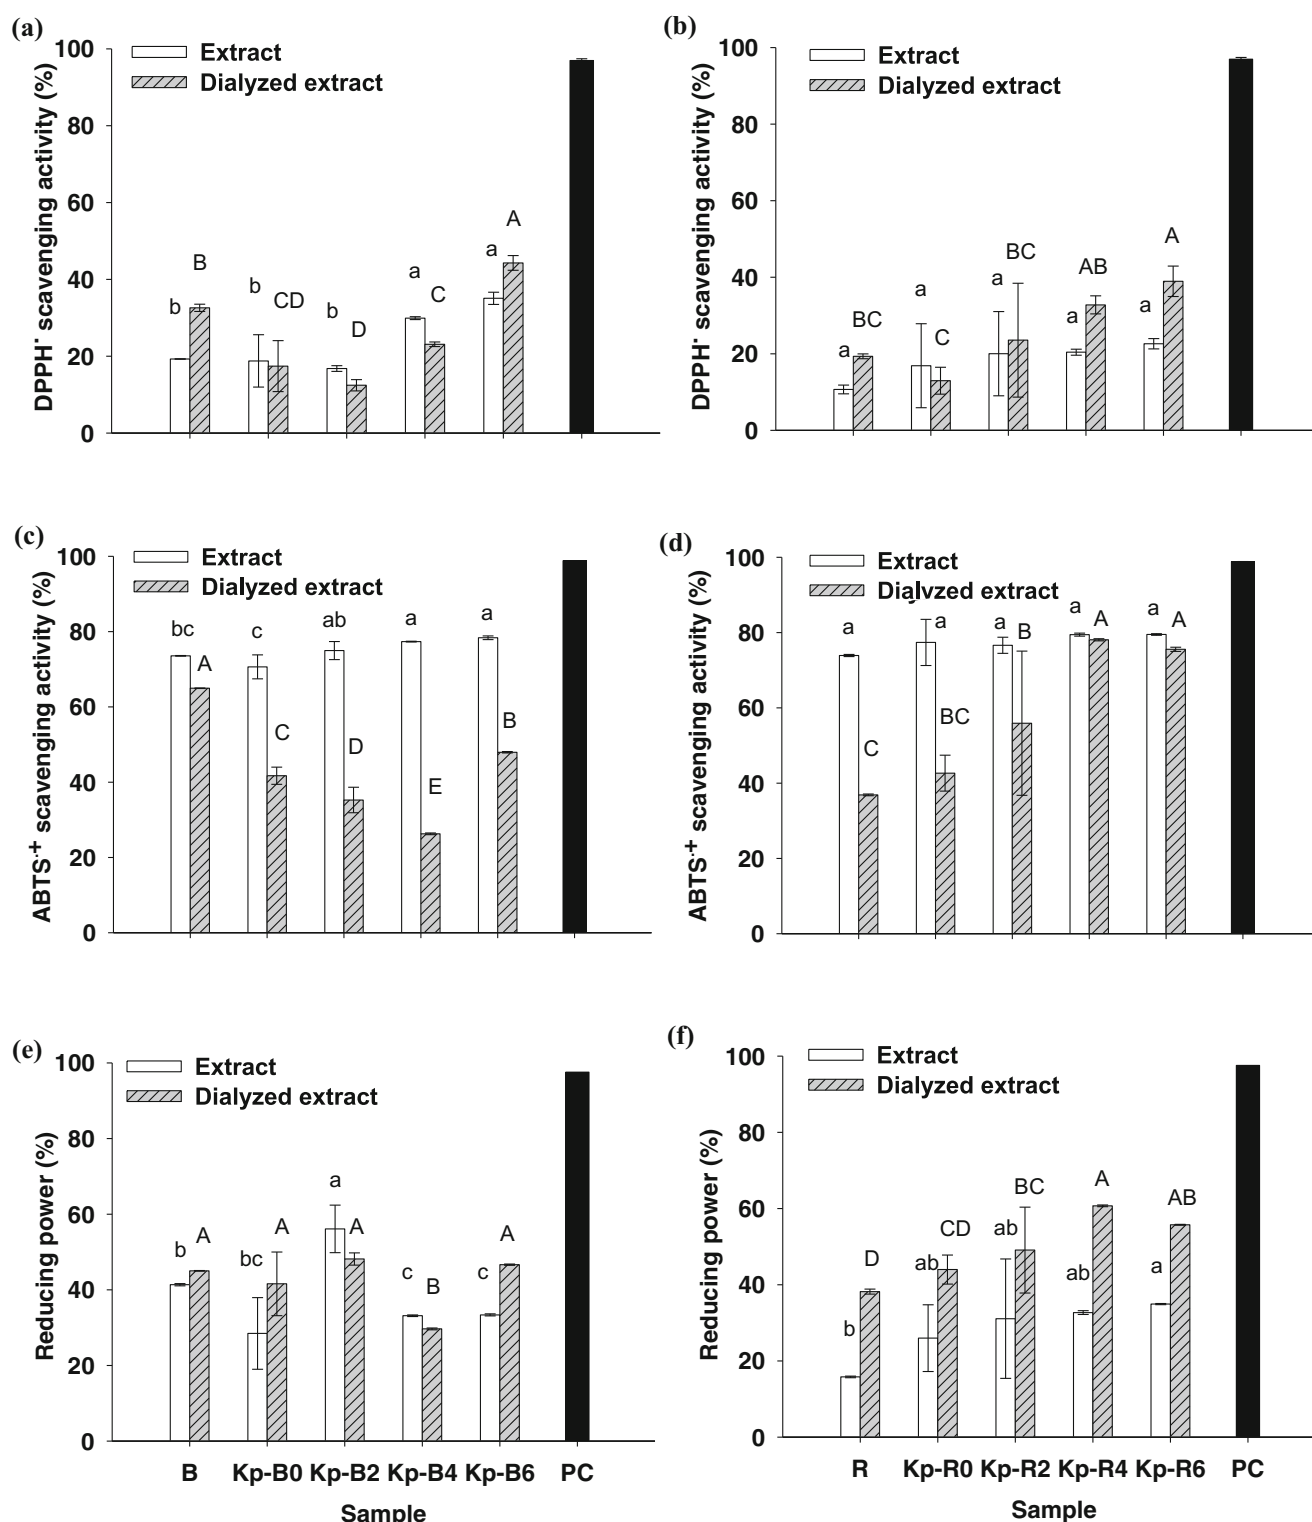 (a)
Extract
Dialyzed extract
DPPH· scavenging activity (%)
100
80
60
40
20
0
b
B
b
CD
b
D
a
C
a
A
(b)
Extract
Dialyzed extract
DPPH· scavenging activity (%)
100
80
60
40
20
0
a
BC
a
C
a
BC
a
AB
a
A
(c)
Extract
Dialyzed extract
ABTS·+ scavenging activity (%)
100
80
60
40
20
0
bc
A
c
C
ab
D
a
E
a
B
(d)
Extract
Dialyzed extract
ABTS·+ scavenging activity (%)
100
80
60
40
20
0
a
C
a
BC
a
B
a
A
a
A
(e)
Extract
Dialyzed extract
Reducing power (%)
100
80
60
40
20
0
b
A
bc
A
a
A
c
B
c
A
B Kp-B0 Kp-B2 Kp-B4 Kp-B6 PC
Sample
(f)
Extract
Dialyzed extract
Reducing power (%)
100
80
60
40
20
0
b
D
ab
CD
ab
BC
ab
A
a
AB
R Kp-R0 Kp-R2 Kp-R4 Kp-R6 PC
Sample